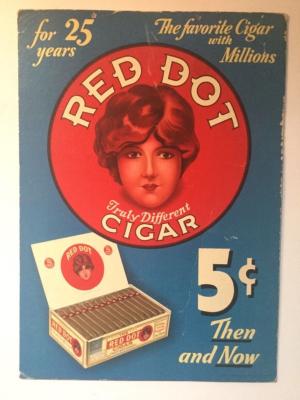 for 25
years
The favorite Cigar
with
Millions
RED DOT
Truly Different
CIGAR
RED DOT
RED DOT
5¢
Then
and Now